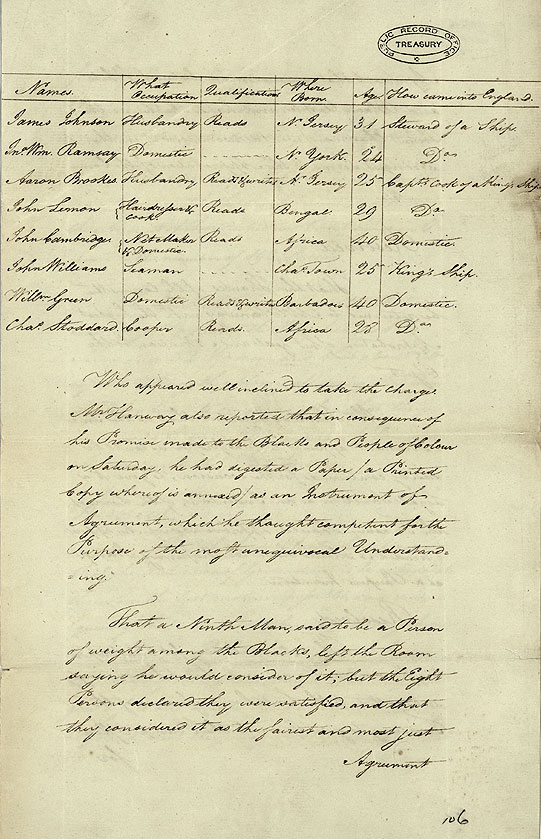 PUBLIC RECORD OFFICE
TREASURY
Names. What Occupation Qualifications Where Born. Age How came into England.
James Johnson Husbandry Reads N. Jersey 31 Steward of a Ship.
Jno. Wm. Ramsay Domestic ------- N. York. 24 Do.
Aaron Brookes Husbandry Reads & writes N. Jersey 25 Capts. cook of a King's Ship
John Lemon Hairdresser & Cook Reads Bengal 29 Do.
John Cambridge Net Maker & Domestic Reads Africa 40 Domestic.
John Williams Seaman ----- Chas. Town 25 King's Ship.
Willm. Green Domestic Reads & writes Barbadoes 40 Domestic.
Chas. Stoddard Cooper Reads. Africa 28 Do.
Who appeared well inclined to take the Charge.
Mr. Hanway also reported that in consequence of
his Promise made to the Blacks and People of Colour
on Saturday, he had digested a Paper /a Printed
Copy whereof is annexed/ as an Instrument of
Agreement, which he thought competent for the
Purpose of the most unequivocal Understand=
=ing.
That a Ninth Man, said to be a Person
of weight among the Blacks, left the Room
saying he would consider of it; but the Eight
Persons declared they were satisfied, and that
they considered it as the fairest and most just
Agreement
106